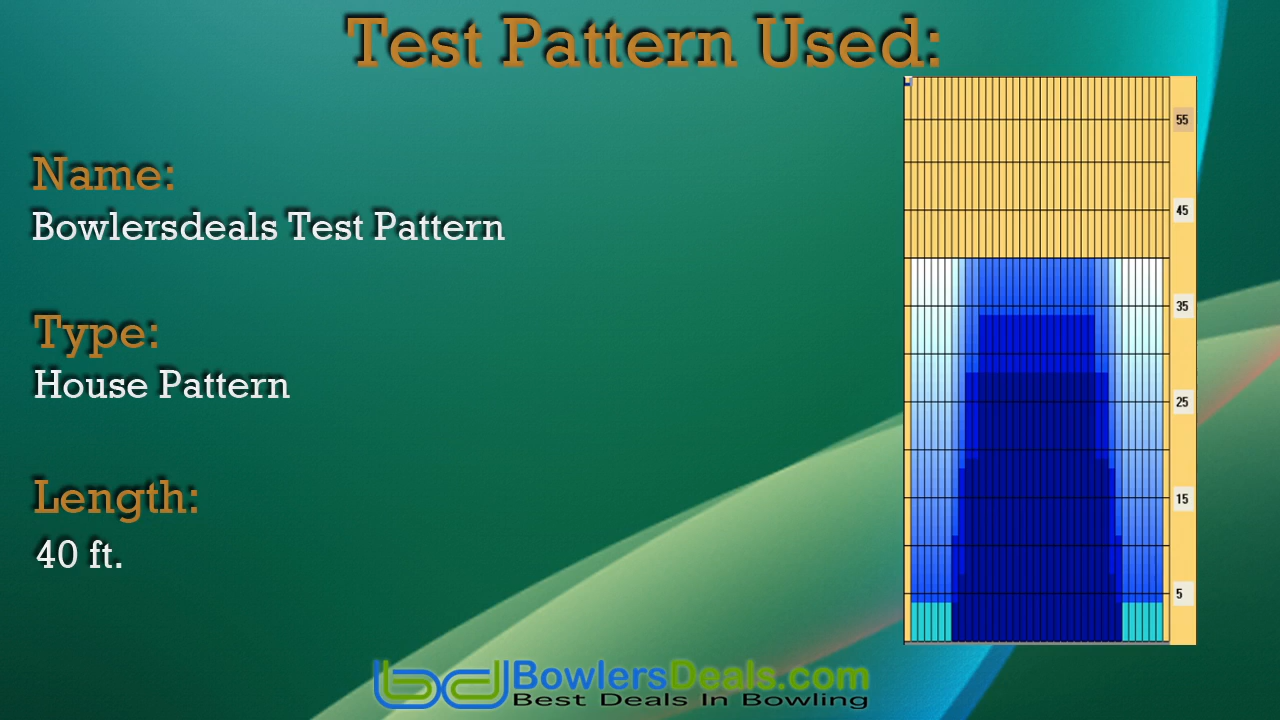 Test Pattern Used:
Name:
Bowlersdeals Test Pattern
Type:
House Pattern
Length:
40 ft.
55
45
35
25
15
5
bd BowlersDeals.com
Best Deals In Bowling